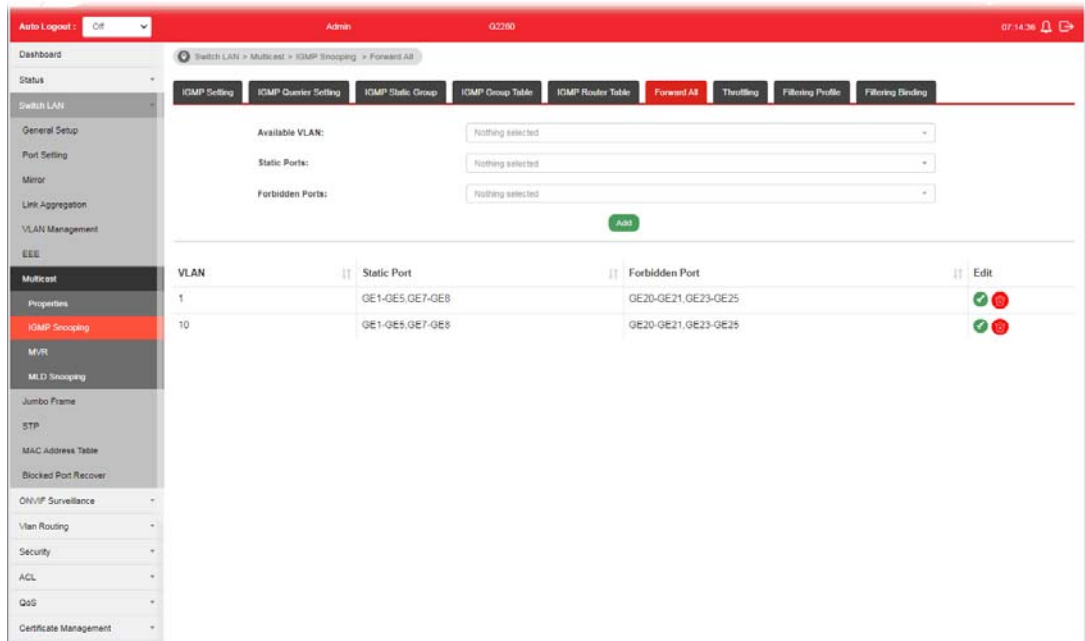 Auto Logout : Off Admin G2280 07:14:36
Dashboard
Status
Switch LAN
General Setup
Port Setting
Mirror
Link Aggregation
VLAN Management
EEE
Multicast
Properties
IGMP Snooping
MVR
MLD Snooping
Jumbo Frame
STP
MAC Address Table
Blocked Port Recover
ONVIF Surveillance
Vlan Routing
Security
ACL
QoS
Certificate Management
Switch LAN > Multicast > IGMP Snooping > Forward All
IGMP Setting IGMP Querier Setting IGMP Static Group IGMP Group Table IGMP Router Table Forward All Throttling Filtering Profile Filtering Binding
Available VLAN: Nothing selected
Static Ports: Nothing selected
Forbidden Ports: Nothing selected
Add
VLAN Static Port Forbidden Port Edit
1 GE1-GE5,GE7-GE8 GE20-GE21,GE23-GE25
10 GE1-GE5,GE7-GE8 GE20-GE21,GE23-GE25